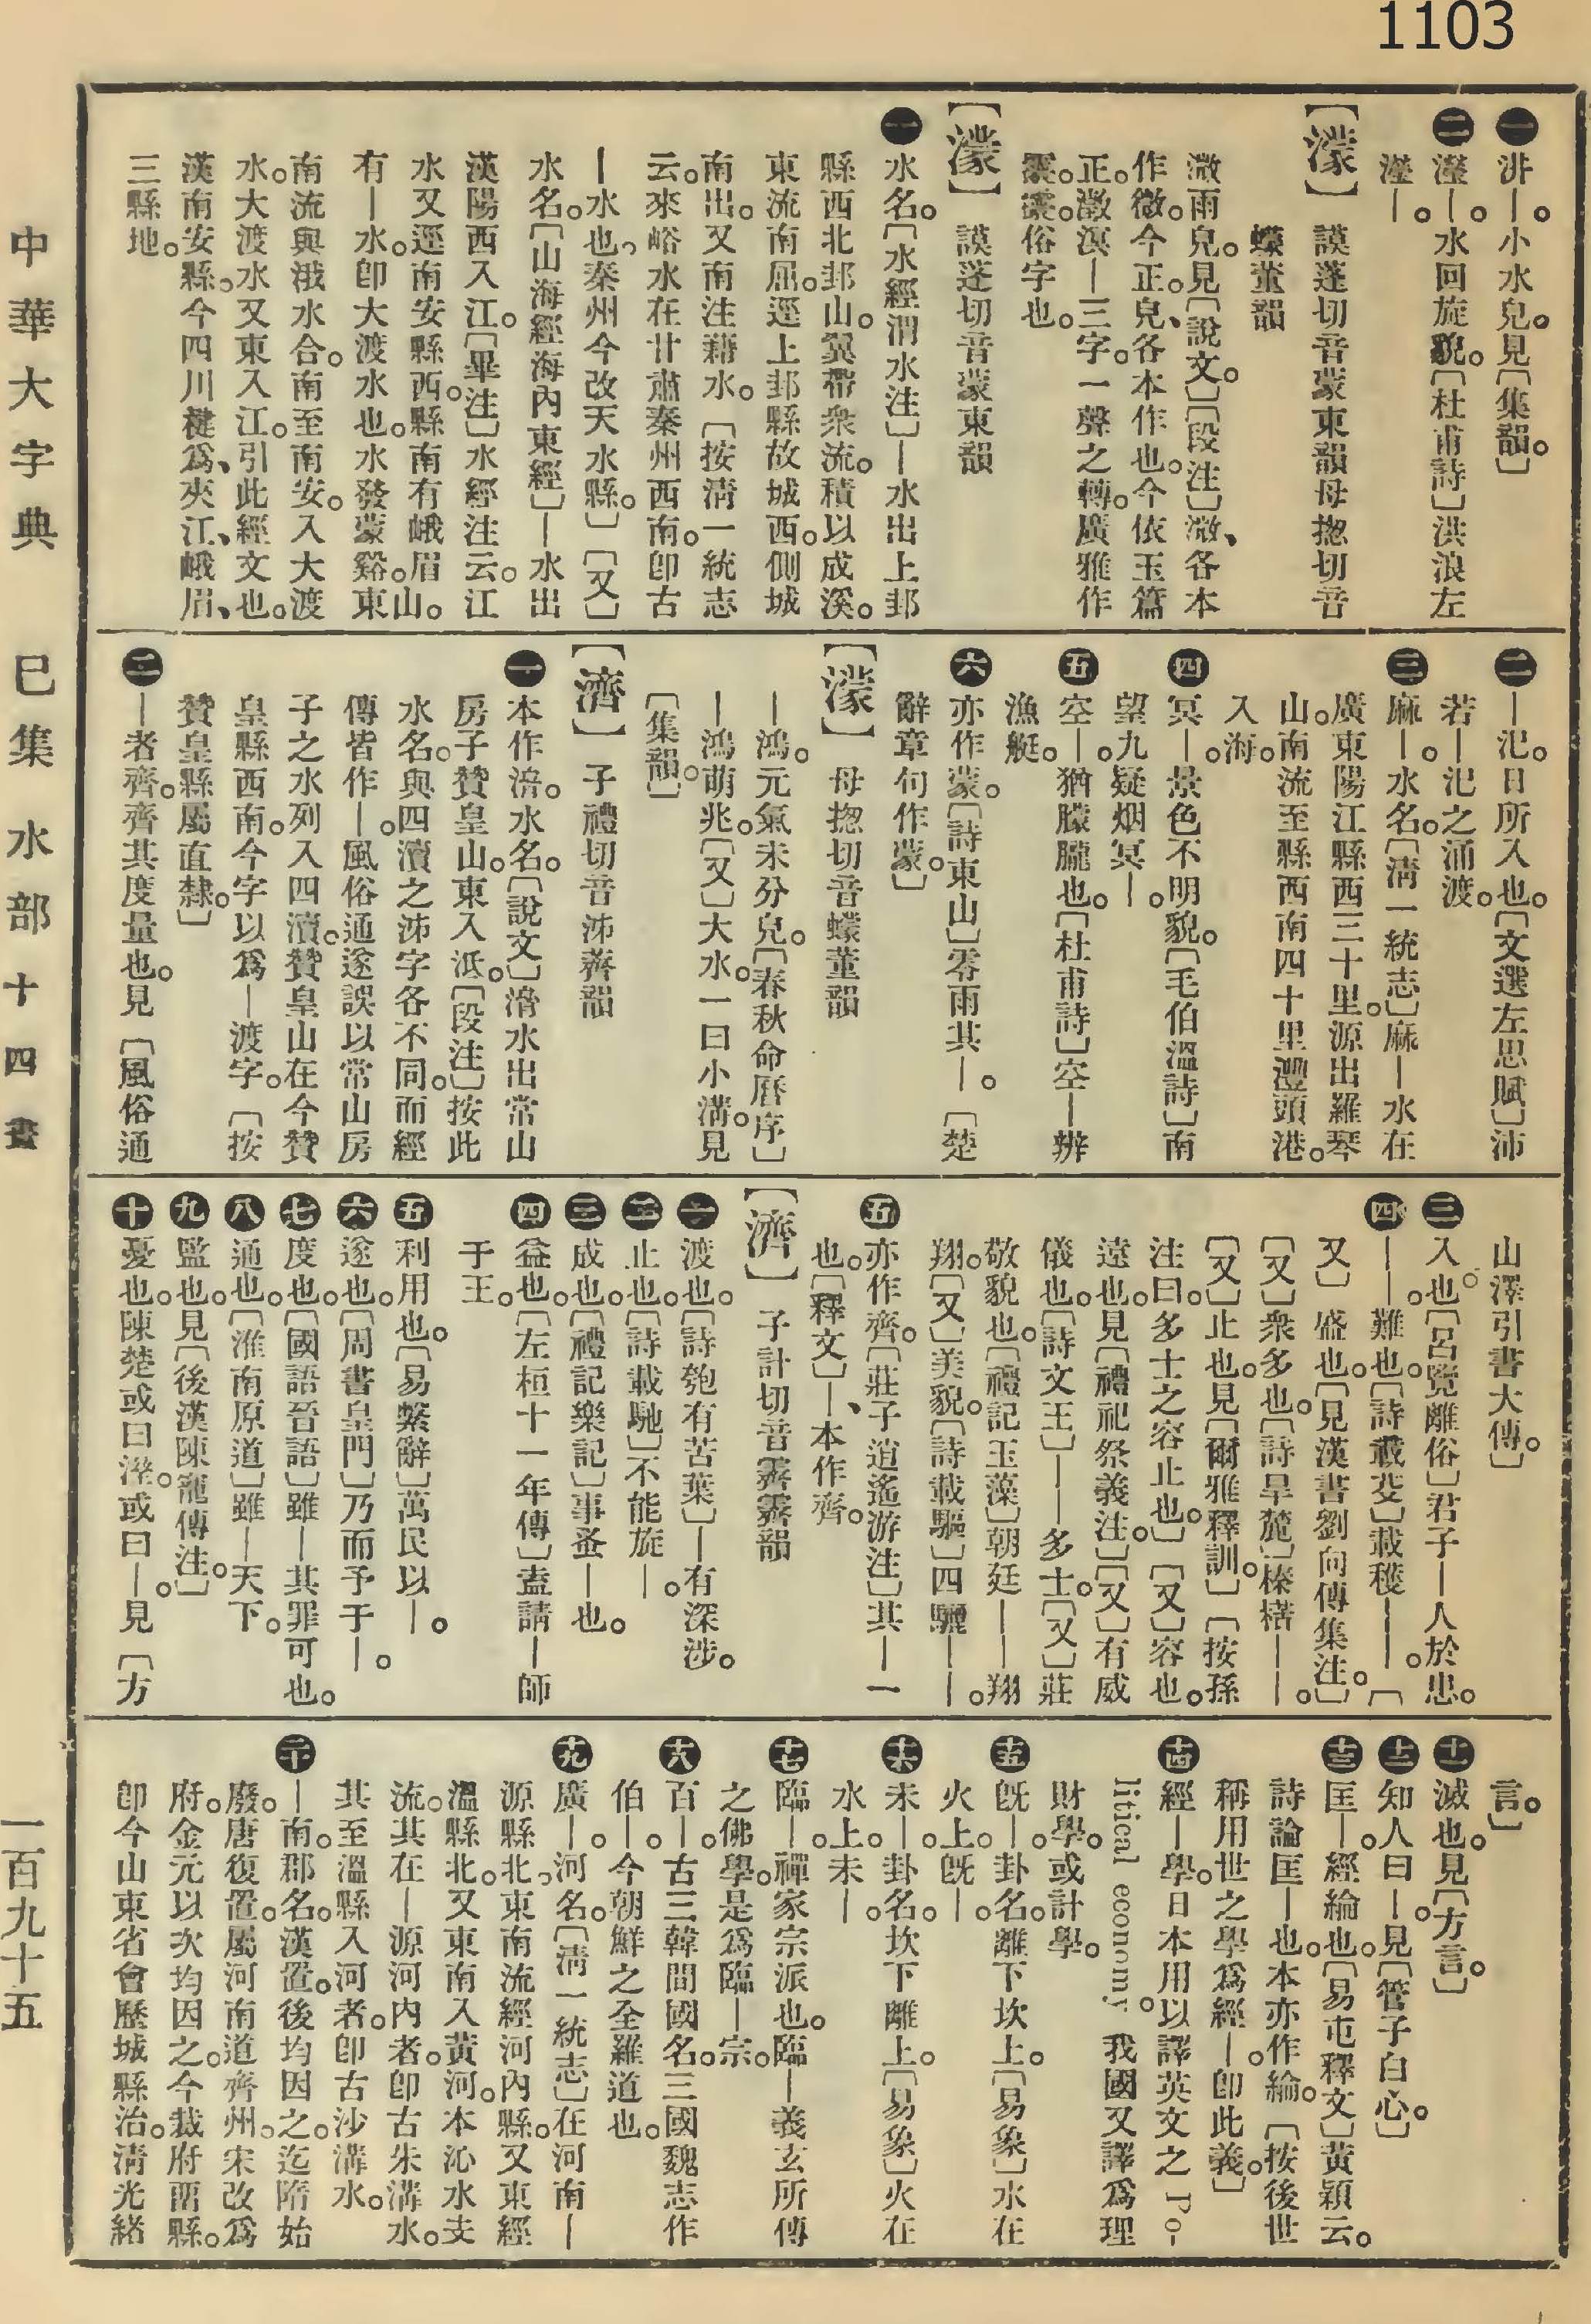 1103
㊀洴｜。小水皃。見〔集韻。〕
㊁瀅｜。水回旋貌。〔杜甫詩〕洪浪左
瀅｜。
〔濛〕 謨蓬切音蒙東韻母揔切音
蠓董韻
溦雨皃。見〔說文。〕〔段注〕溦、各本
作微。今正。皃、各本作也。今依玉篇
正。溦溟｜三字。一聲之轉。廣雅作
俗字也。
〔濛〕 謨蓬切音蒙東韻
㊀水名。〔水經渭水注〕｜水出上邽
縣西北邽山。翼帶衆流。積以成溪。
東流南屈。逕上邽縣故城西。側城
南出。又南注藉水。〔按清一統志
云。來峪水在甘肅秦州西南。卽古
｜水也。秦州今改天水縣。〕〔又〕
水名。〔山海經海內東經〕｜水出
漢陽西入江。〔畢注〕水經注云。江
水又逕南安縣西。縣南有峨眉山。
有｜水。卽大渡水也。水發蒙谿。東
南流與涐水合。南至南安。入大渡
水。大渡水又東入江。引此經文也。
漢南安縣。今四川犍爲、夾江、峨眉、
三縣地。
㊁｜汜。日所入也。〔文選左思賦〕沛
若｜汜之涌渡。
㊂麻｜。水名。〔清一統志〕麻｜水在
廣東陽江縣西三十里。源出羅琴
山。南流至縣西南四十里灃頭港。
入海。
㊃冥｜。景色不明貌。〔毛伯溫詩〕南
望九疑烟冥｜。
㊄空｜。猶朦朧也。〔杜甫詩〕空｜辨
漁艇。
㊅亦作蒙。〔詩東山〕零雨其｜。〔楚
辭章句作蒙。〕
〔濛〕 母揔切音蠓董韻
｜鴻。元氣未分皃。〔春秋命曆序〕
｜鴻萌兆。〔又〕大水。一曰小溝。見
〔集韻。〕
〔濟〕 子禮切音泲薺韻
㊀本作泲。水名。〔說文〕濟水出常山
房子贊皇山。東入泜。〔段注〕按此
水名。與四瀆之泲字各不同。而經
傳皆作｜。風俗通遂誤以常山房
子之水列入四瀆。贊皇山在今贊
皇縣西南。今字以爲｜渡字。〔按
贊皇縣屬直隸。〕
㊁｜者齊。齊其度量也。見〔風俗通
山澤引書大傳。〕
㊂入也。〔呂覽離俗〕君子｜人於患。
㊃｜｜。難也。〔詩載芟〕載穫｜｜。〔
又〕盛也。〔見漢書劉向傳集注。〕
〔又〕衆多也。〔詩旱麓〕榛楛｜｜。
〔又〕止也。見〔爾雅釋訓。〕〔按孫
注曰。多士之容止也。〕〔又〕容也。
遠也。見〔禮祀祭義注。〕〔又〕有威
儀也。〔詩文王〕｜｜多士。〔又〕莊
敬貌也。〔禮記玉藻〕朝廷｜｜翔
翔。〔又〕美貌。〔詩載驅〕四驪｜｜。
㊄亦作齊。〔莊子逍遙游注〕其｜一
也。〔釋文〕｜、本作齊。
〔濟〕 子計切音霽霽韻
㊀渡也。〔詩匏有苦葉〕｜有深涉。
㊁止也。〔詩載馳〕不能旋｜。
㊂成也。〔禮記樂記〕事蚤｜也。
㊃益也。〔左桓十一年傳〕盍請｜師
于王。
㊄利用也。〔易繫辭〕萬民以｜。
㊅遂也。〔周書皇門〕乃而予于｜。
㊆度也。〔國語晉語〕雖｜其罪可也。
㊇通也。〔淮南原道〕雖｜天下。
㊈監也。見〔後漢陳寵傳注。〕
㊉憂也。陳楚或曰溼。或曰｜。見〔方
言。〕
十一滅也。見〔方言。〕
十二知人曰｜。見〔管子白心。〕
十三匡｜。經綸也。〔易屯釋文〕黃穎云。
詩論匡｜也。本亦作綸。〔按後世
稱用世之學爲經｜。卽此義。〕
十四經｜學。日本用以譯英文之 Po-
litical economy。我國又譯爲理
財學。或計學。
十五旣｜。卦名。離下坎上。〔易象〕水在
火上。旣｜。
十六未｜。卦名。坎下離上。〔易象〕火在
水上。未｜。
十七臨｜。禪家宗派也。臨｜義玄所傳
之佛學。是爲臨｜宗。
十八百｜。古三韓間國名。三國魏志作
伯｜。今朝鮮之全羅道也。
十九廣｜。河名。〔清一統志〕在河南｜
源縣北。東南流經河內縣。又東經
溫縣北。又東南入黃河。本沁水支
流。其在｜源河內者。卽古朱溝水。
其至溫縣入河者。卽古沙溝水。
二十｜南。郡名。漢置。後均因之。迄隋始
廢。唐復置。屬河南道齊州。宋改爲
府。金元以次均因之。今裁府留縣。
卽今山東省會歷城縣治。清光緒
中華大字典 巳集 水部 十四畫
一百九十五